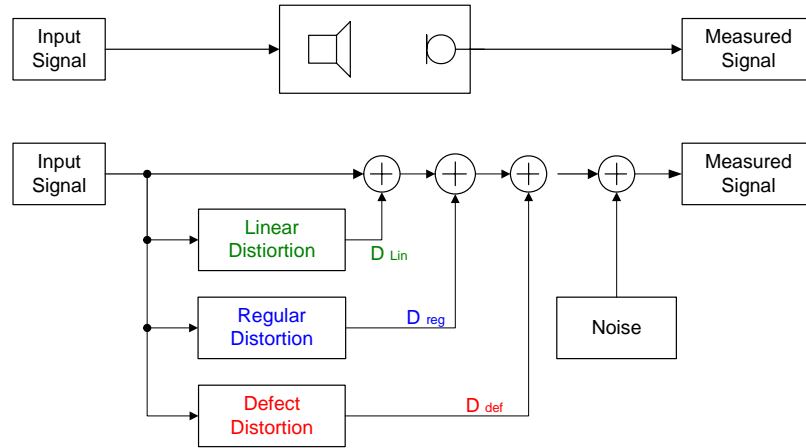 Input
Signal
Measured
Signal
Input
Signal
Measured
Signal
Linear
Distiortion
D Lin
Regular
Distortion
D reg
Noise
Defect
Distortion
D def